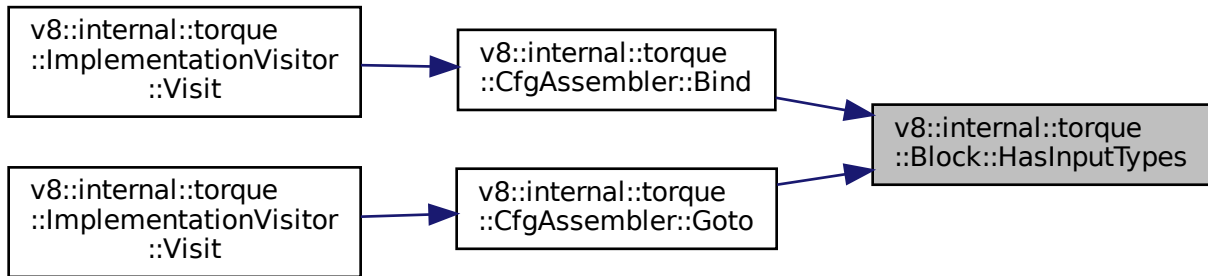 v8::internal::torque
::ImplementationVisitor
::Visit
v8::internal::torque
::CfgAssembler::Bind
v8::internal::torque
::Block::HasInputTypes
v8::internal::torque
::ImplementationVisitor
::Visit
v8::internal::torque
::CfgAssembler::Goto